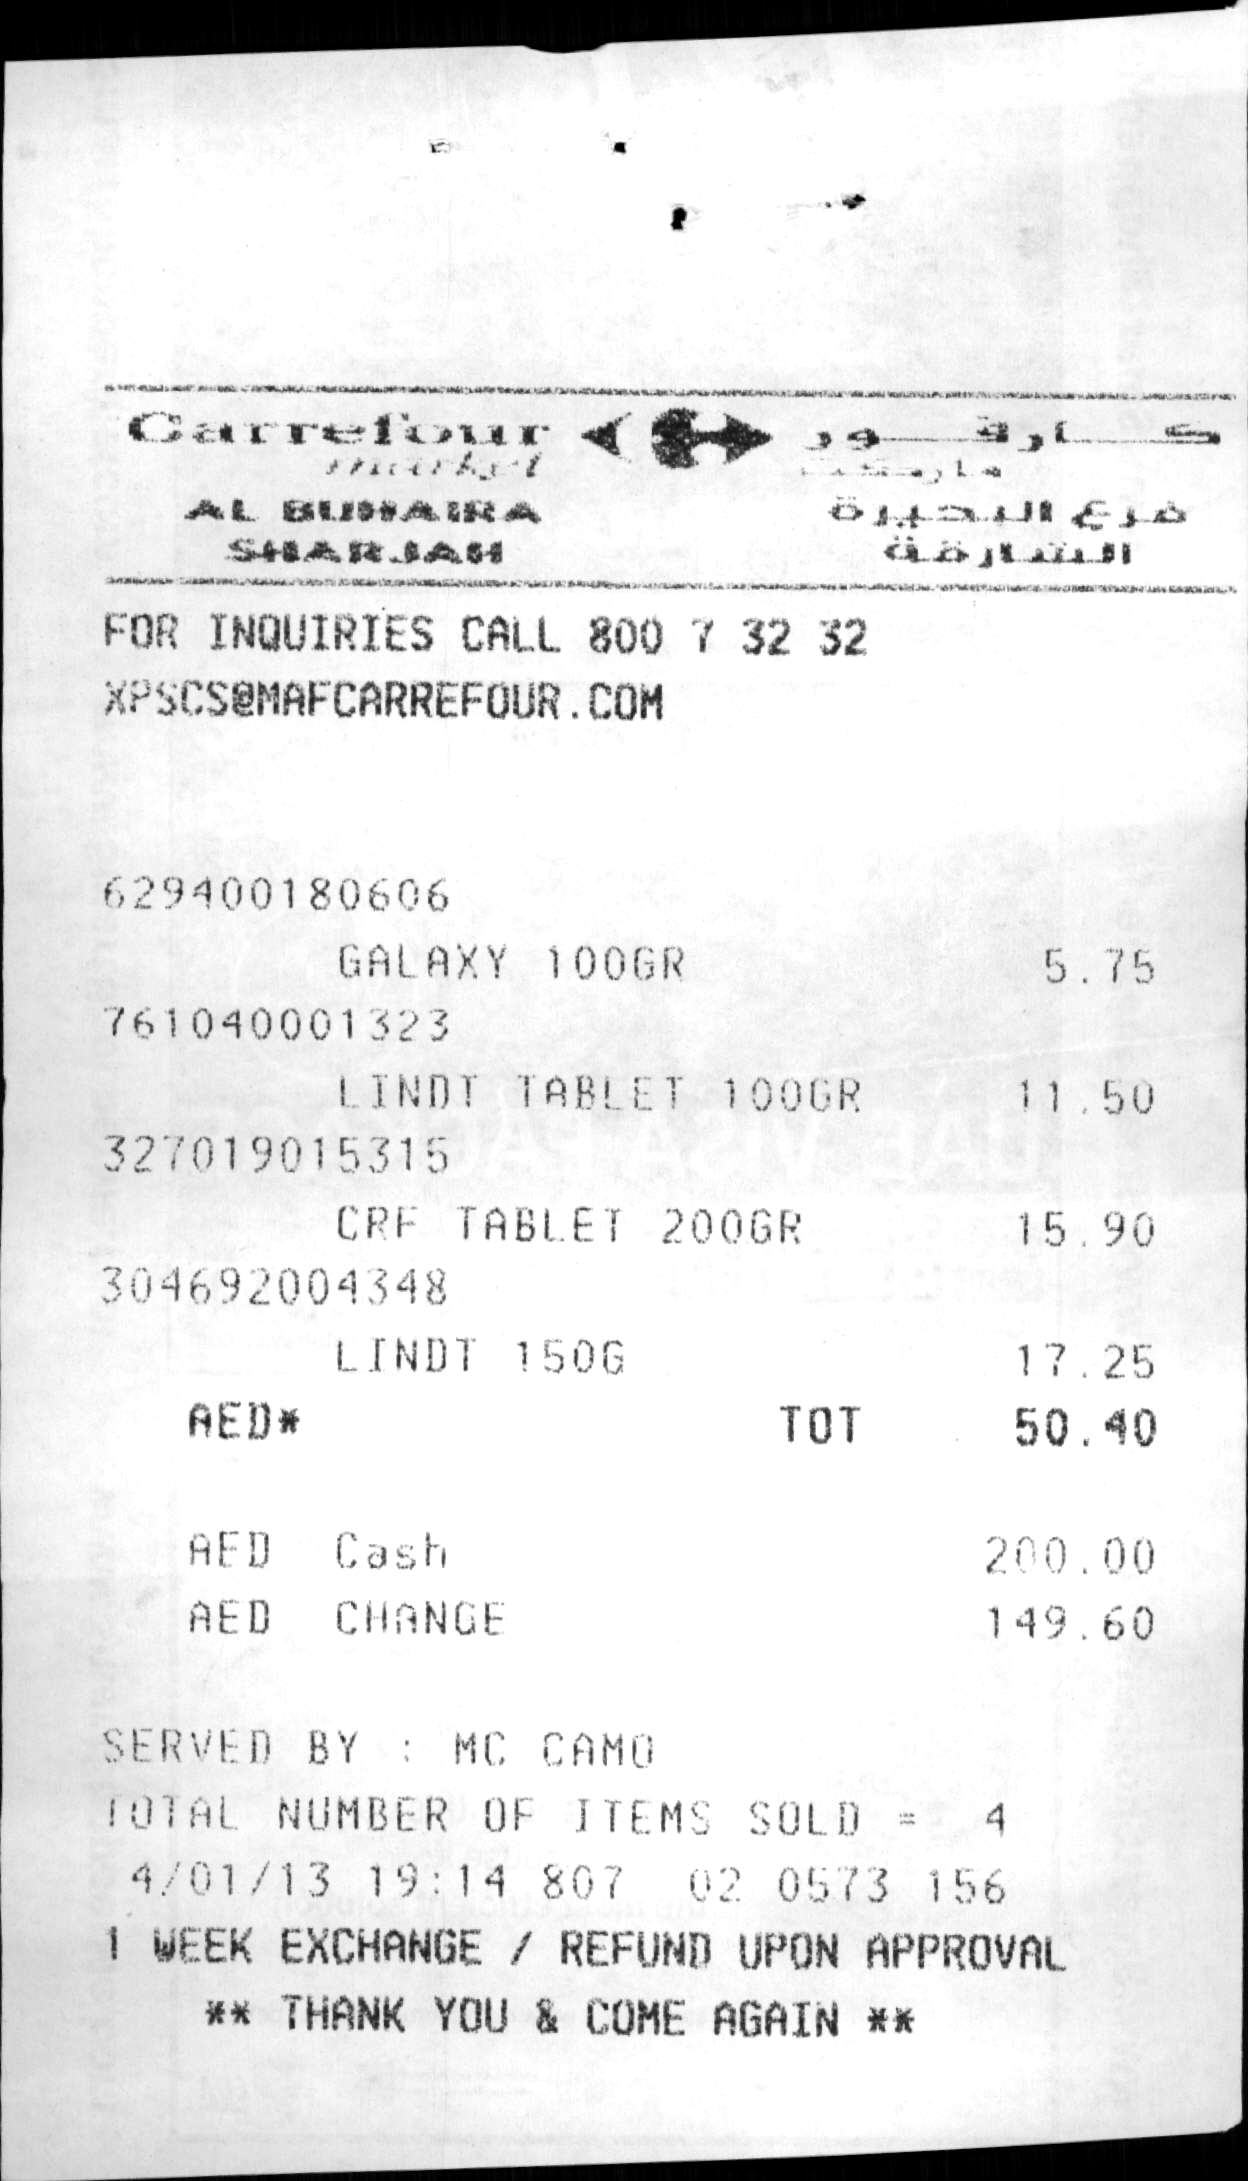 Carrefour كارفور
market ماركت
AL BUHAIRA فرع البحيرة
SHARJAH الشارقة
FOR INQUIRIES CALL 800 7 32 32
XPSCS@MAFCARREFOUR.COM
629400180606
GALAXY 100GR 5.75
761040001323
LINDT TABLET 100GR 11.50
327019015315
CRF TABLET 200GR 15.90
304692004348
LINDT 150G 17.25
AED* TOT 50.40
AED Cash 200.00
AED CHANGE 149.60
SERVED BY : MC CAMO
TOTAL NUMBER OF ITEMS SOLD = 4
4/01/13 19:14 807 02 0573 156
1 WEEK EXCHANGE / REFUND UPON APPROVAL
** THANK YOU & COME AGAIN **